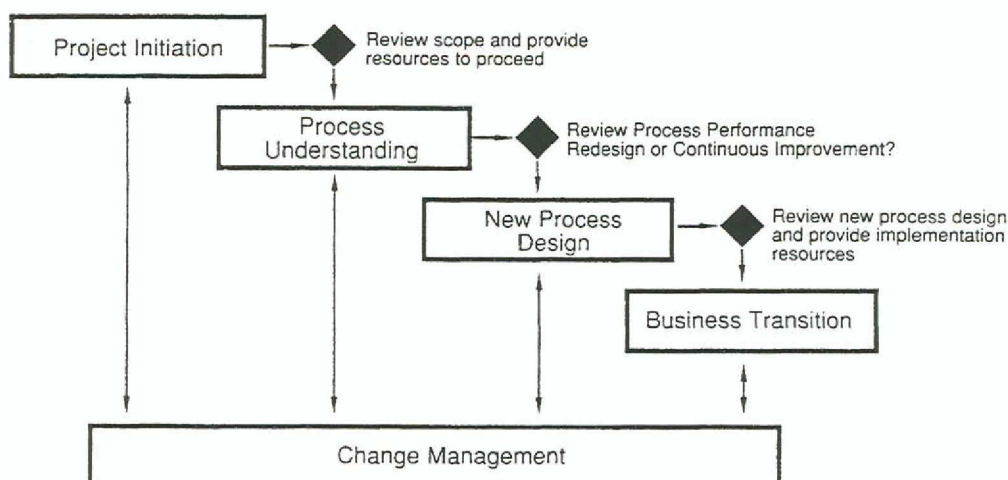 Project Initiation
Review scope and provide
resources to proceed
Process
Understanding
Review Process Performance
Redesign or Continuous Improvement?
New Process
Design
Review new process design
and provide implementation
resources
Business Transition
Change Management